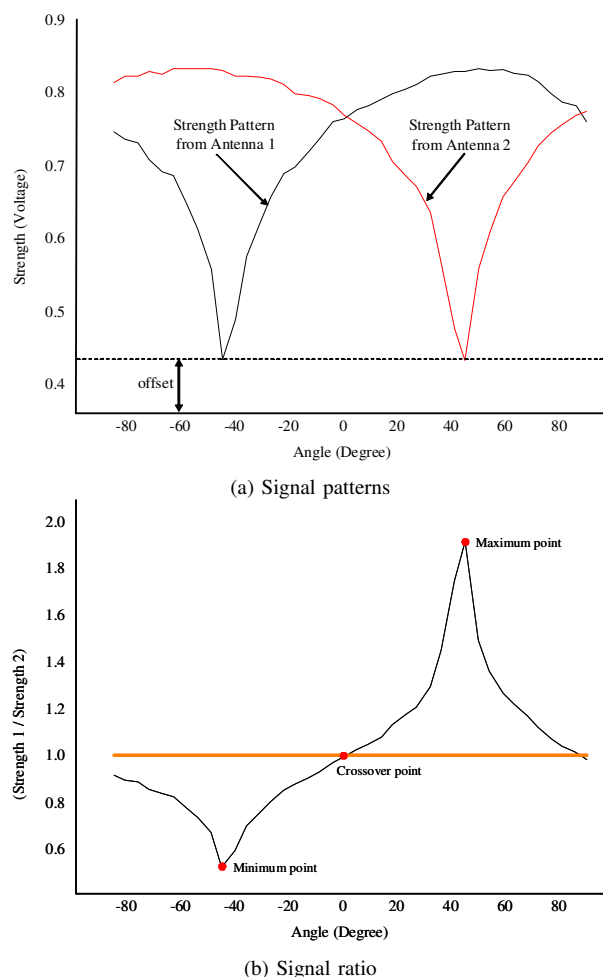 0.9
0.8
0.7
0.6
0.5
0.4
Strength (Voltage)
Strength Pattern
from Antenna 1
Strength Pattern
from Antenna 2
offset
-80 -60 -40 -20 0 20 40 60 80
Angle (Degree)
(a) Signal patterns
2.0
1.8
1.6
1.4
1.2
1.0
0.8
0.6
(Strength 1 / Strength 2)
Maximum point
Crossover point
Minimum point
-80 -60 -40 -20 0 20 40 60 80
Angle (Degree)
(b) Signal ratio